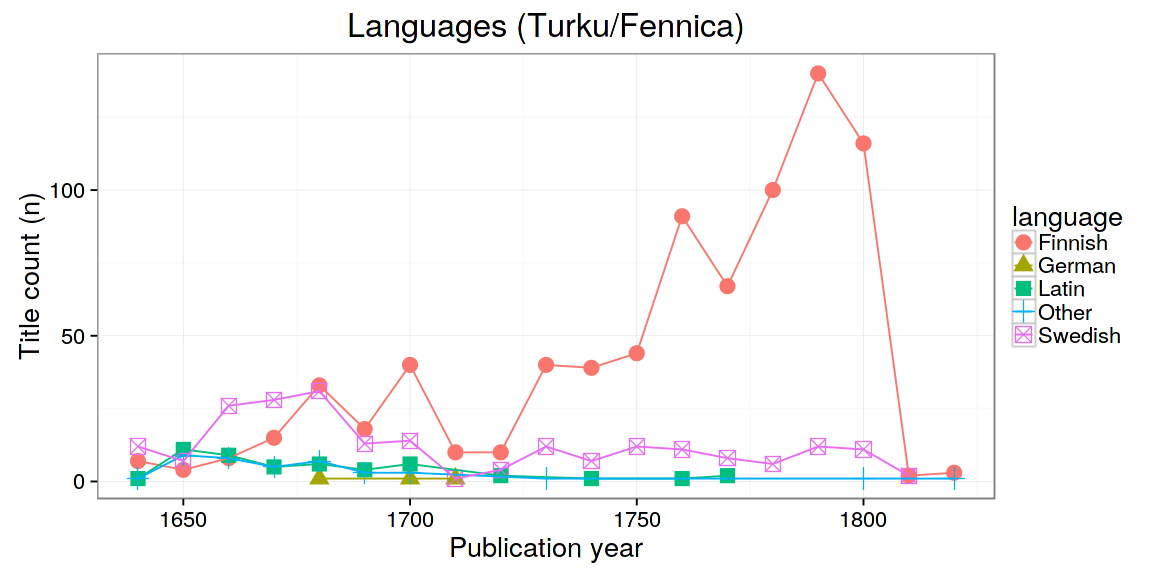 Languages (Turku/Fennica)
Title count (n)
100
50
0
1650
1700
1750
1800
Publication year
language
Finnish
German
Latin
Other
Swedish